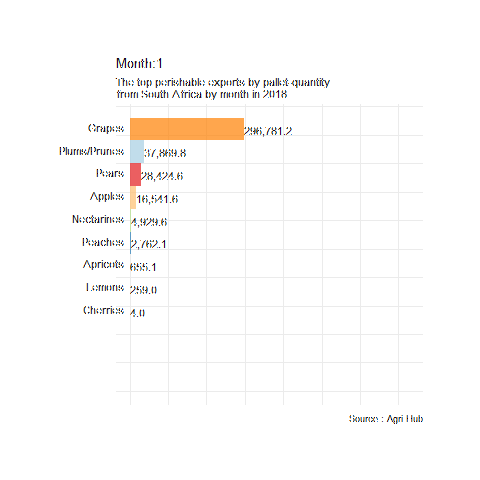 Month:1
The top perishable exports by pallet quantity
from South Africa by month in 2018
Grapes 296,781.2
Plums/Prunes 37,869.8
Pears 28,424.6
Apples 16,541.6
Nectarines 4,929.6
Peaches 2,762.1
Apricots 655.1
Lemons 259.0
Cherries 4.0
Source : Agri Hub